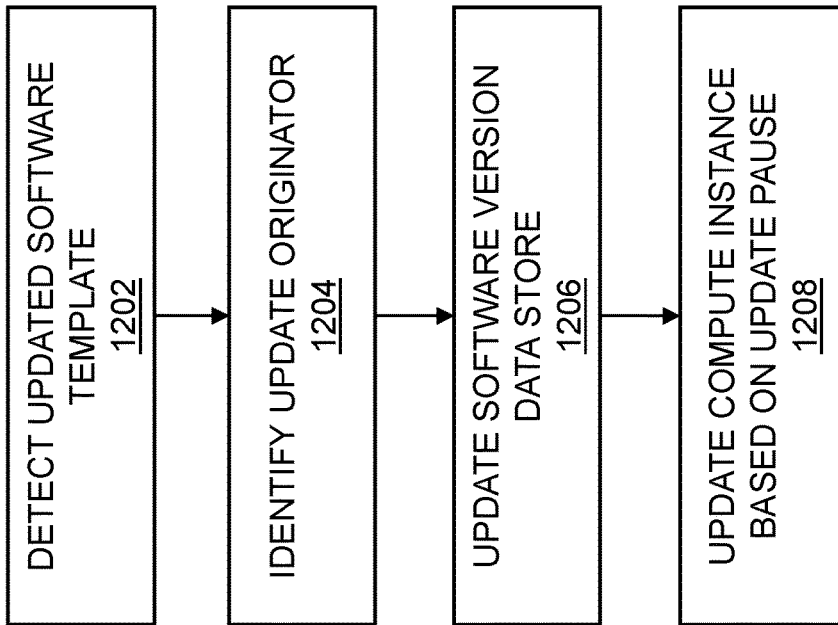 DETECT UPDATED SOFTWARE
TEMPLATE
1202
IDENTIFY UPDATE ORIGINATOR
1204
UPDATE SOFTWARE VERSION
DATA STORE
1206
UPDATE COMPUTE INSTANCE
BASED ON UPDATE PAUSE
1208